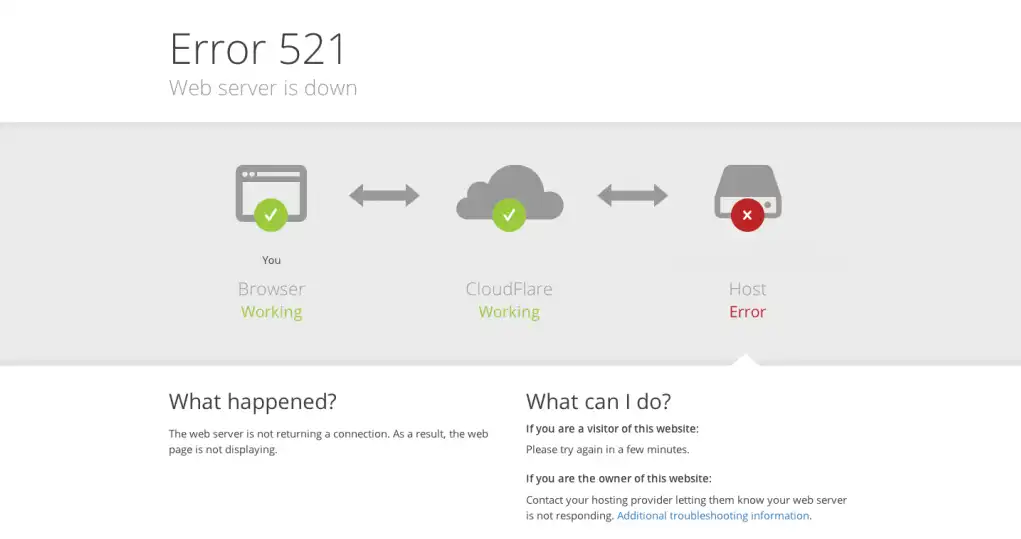 Error 521
Web server is down
You
Browser
Working
CloudFlare
Working
Host
Error
What happened?
The web server is not returning a connection. As a result, the web
page is not displaying.
What can I do?
If you are a visitor of this website:
Please try again in a few minutes.
If you are the owner of this website:
Contact your hosting provider letting them know your web server
is not responding. Additional troubleshooting information.